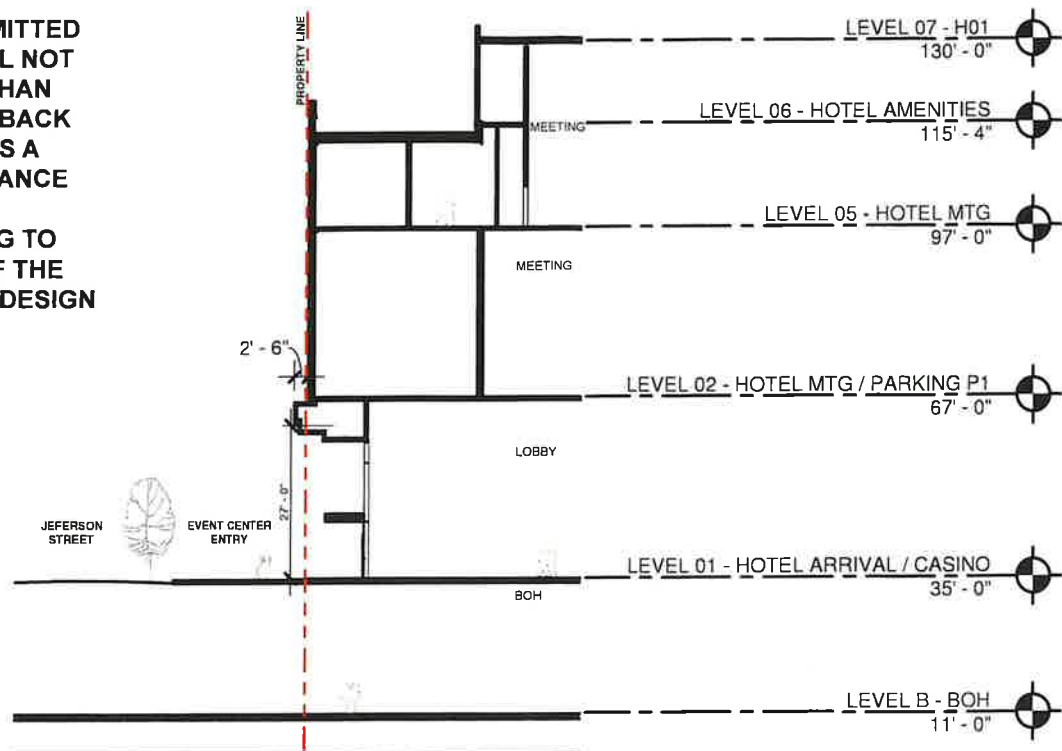 MITTED
L NOT
HAN
BACK
S A
ANCE
G TO
F THE
DESIGN
PROPERTY LINE
LEVEL 07 - H01
130' - 0"
LEVEL 06 - HOTEL AMENITIES
115' - 4"
MEETING
LEVEL 05 - HOTEL MTG
97' - 0"
MEETING
2' - 6"
LEVEL 02 - HOTEL MTG / PARKING P1
67' - 0"
LOBBY
27' - 0"
JEFERSON
STREET
EVENT CENTER
ENTRY
LEVEL 01 - HOTEL ARRIVAL / CASINO
35' - 0"
BOH
LEVEL B - BOH
11' - 0"